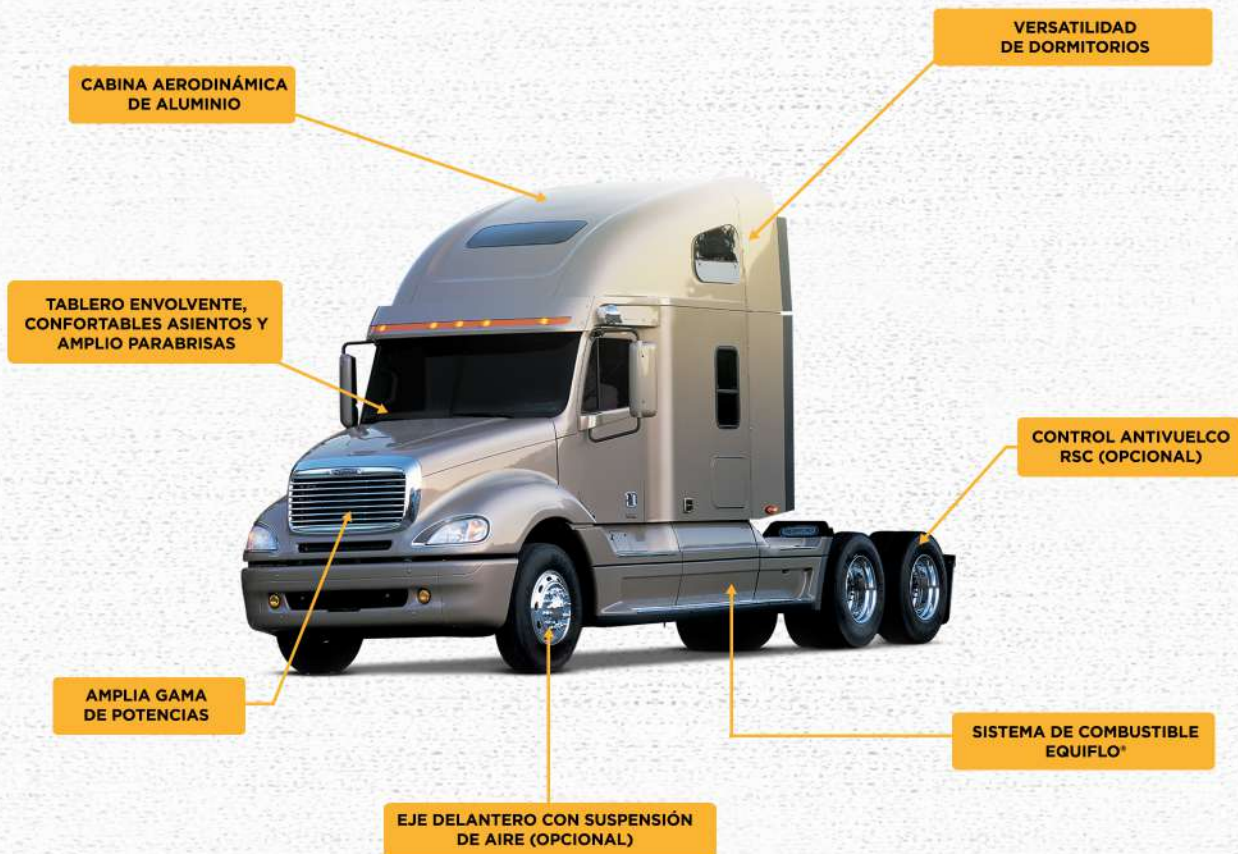 VERSATILIDAD
DE DORMITORIOS
CABINA AERODINÁMICA
DE ALUMINIO
TABLERO ENVOLVENTE,
CONFORTABLES ASIENTOS Y
AMPLIO PARABRISAS
CONTROL ANTIVUELCO
RSC (OPCIONAL)
AMPLIA GAMA
DE POTENCIAS
SISTEMA DE COMBUSTIBLE
EQUIFLO®
EJE DELANTERO CON SUSPENSIÓN
DE AIRE (OPCIONAL)